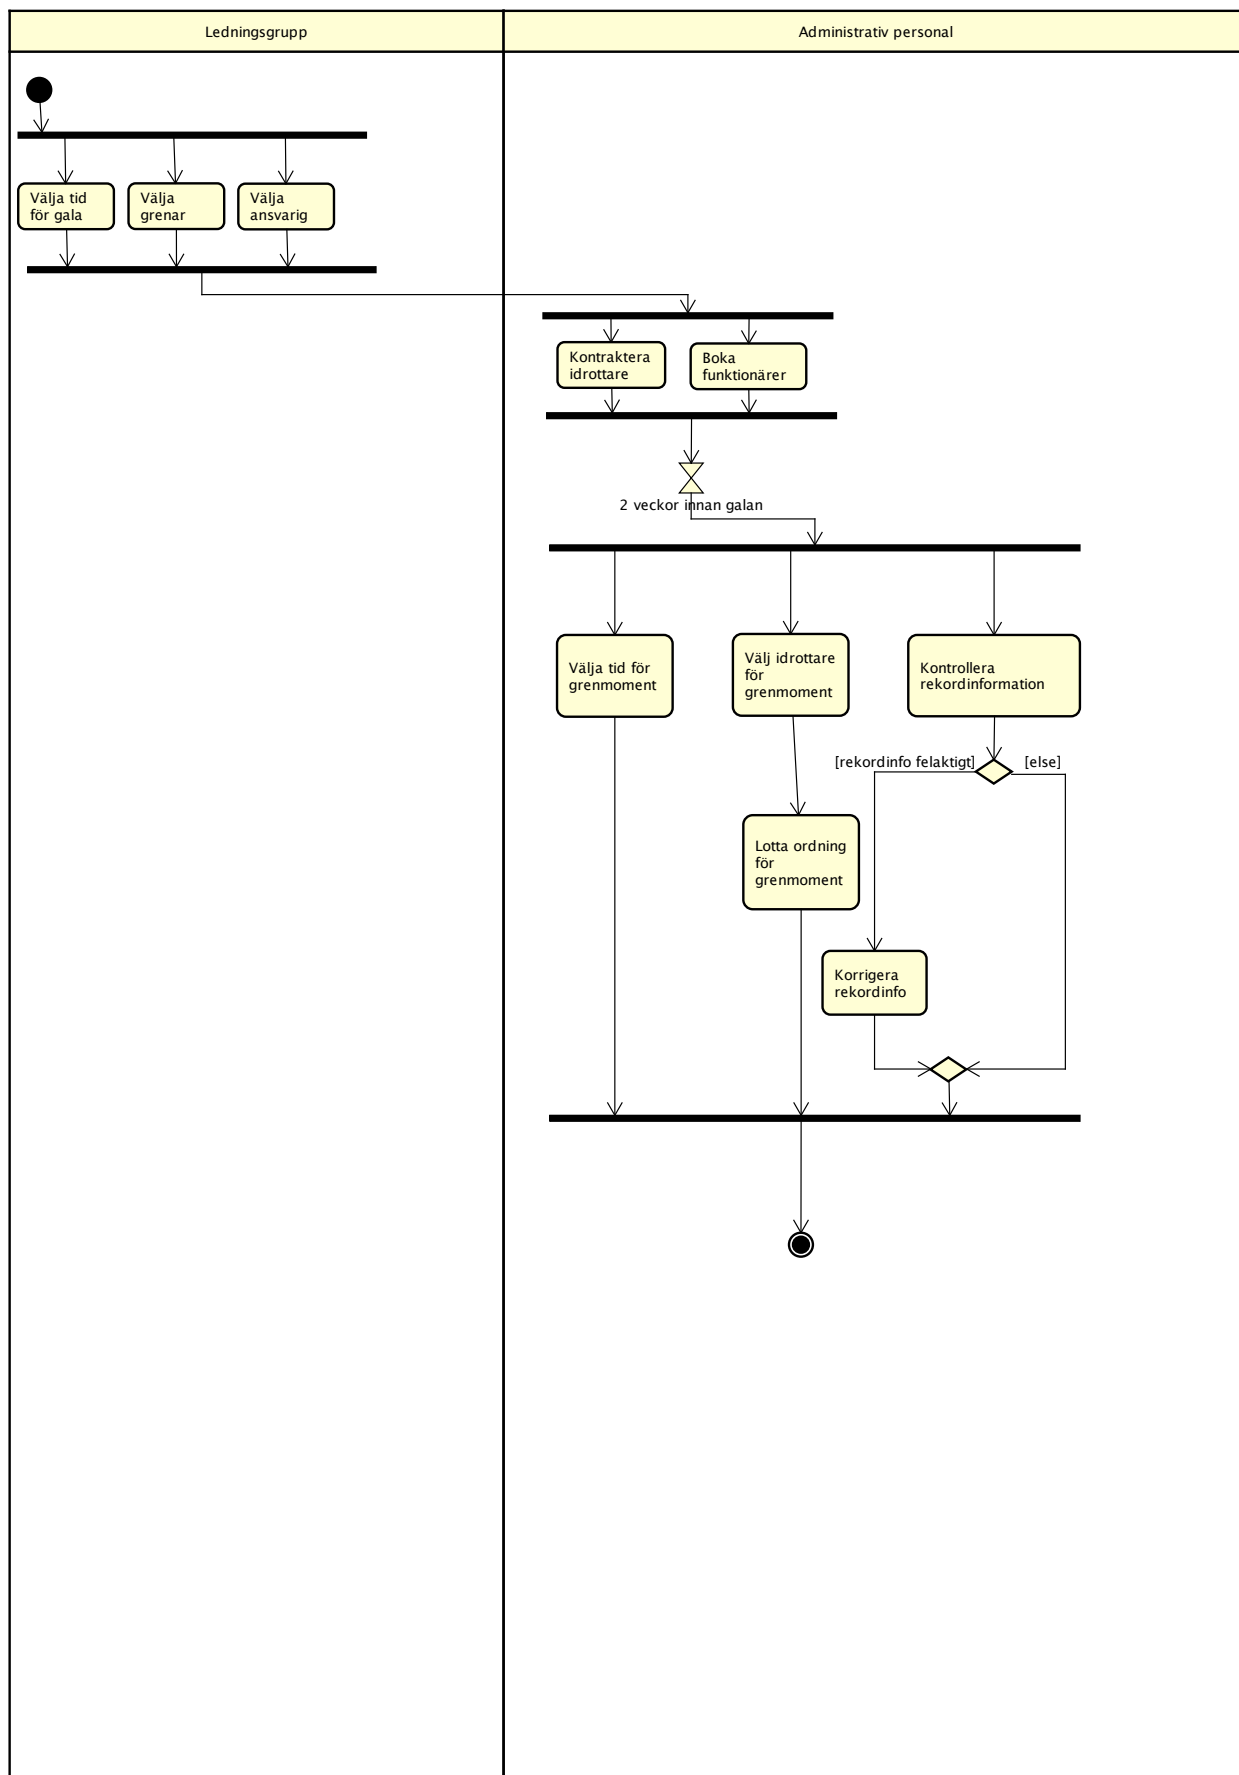 Ledningsgrupp
Administrativ personal
Välja tid
för gala
Välja
grenar
Välja
ansvarig
Kontraktera
idrottare
Boka
funktionärer
2 veckor innan galan
Välja tid för
grenmoment
Välj idrottare
för
grenmoment
Kontrollera
rekordinformation
[rekordinfo felaktigt]
[else]
Lotta ordning
för
grenmoment
Korrigera
rekordinfo